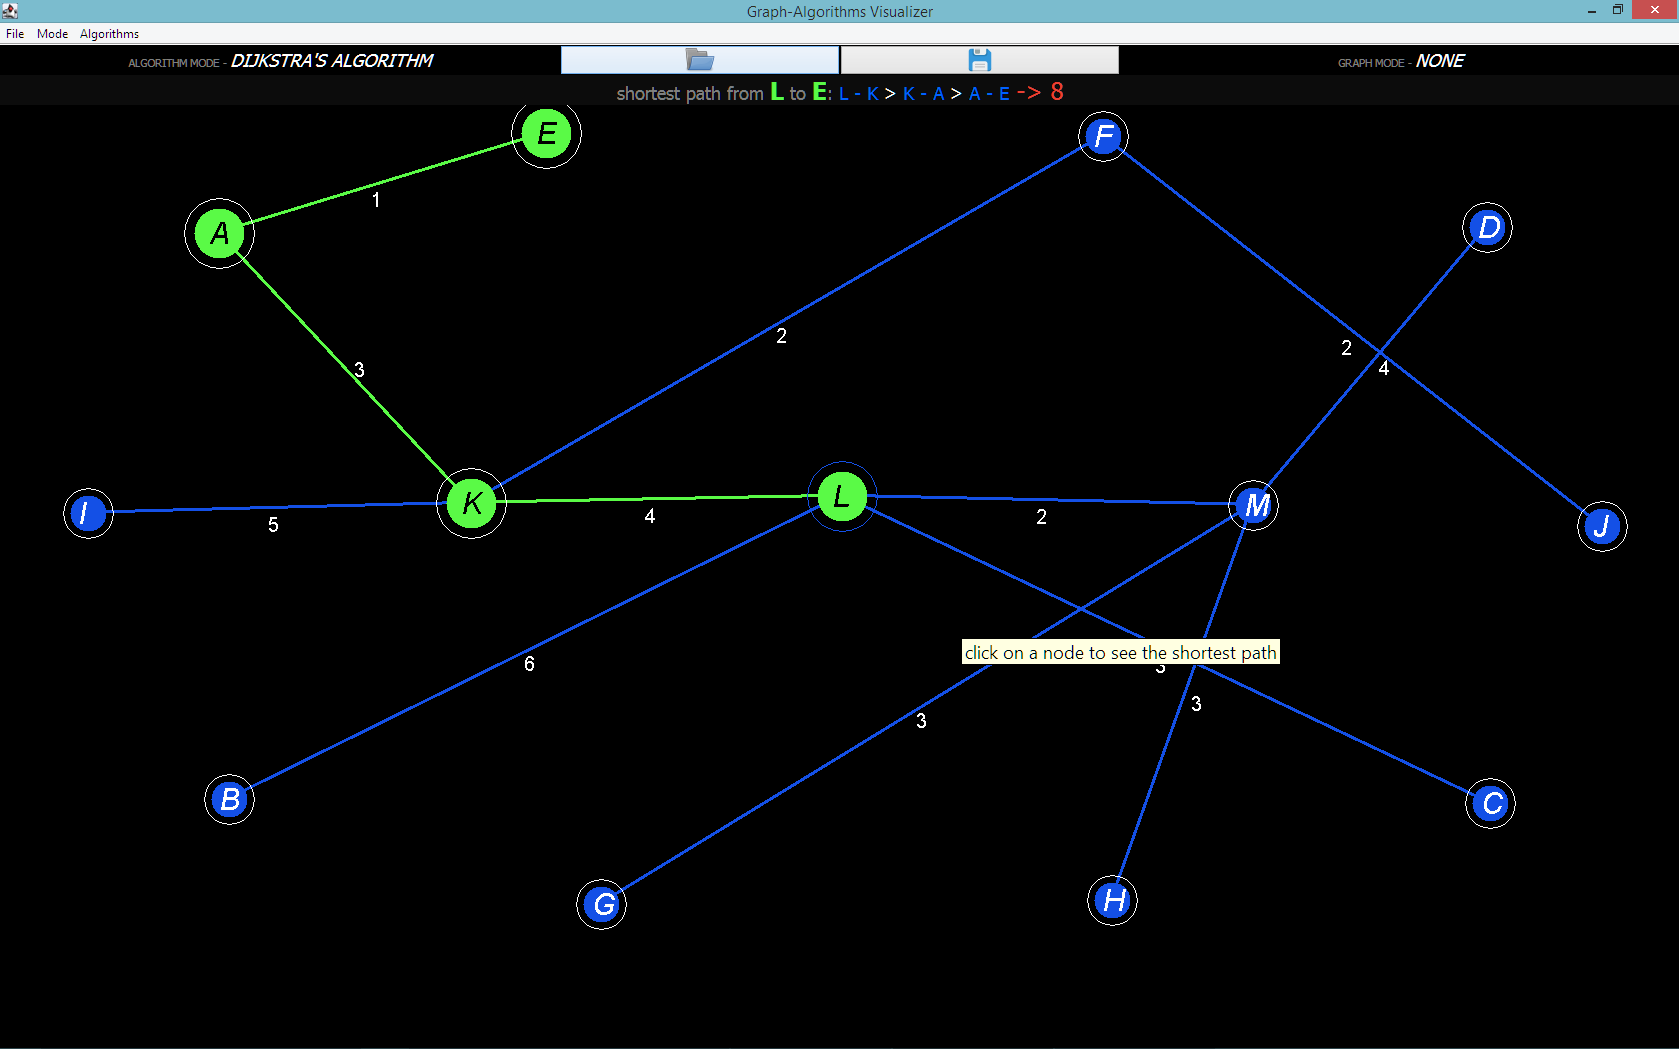 Graph-Algorithms Visualizer
File Mode Algorithms
ALGORITHM MODE - DIJKSTRA'S ALGORITHM
GRAPH MODE - NONE
shortest path from L to E: L - K > K - A > A - E -> 8
E
F
1
A
D
2
2
4
3
I
K
L
M
J
5
4
2
6
click on a node to see the shortest path
3
3
3
B
C
G
H